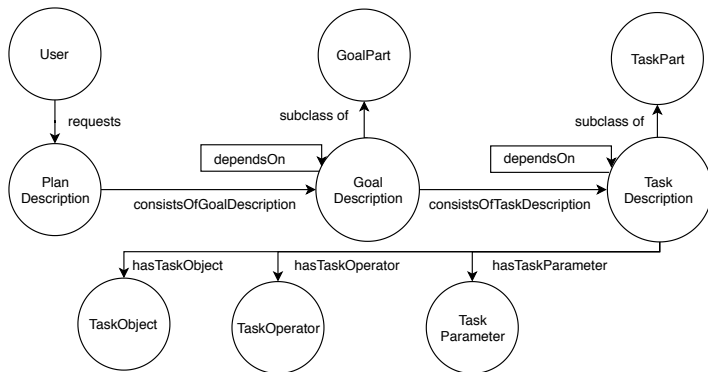 User
GoalPart
TaskPart
requests
subclass of
subclass of
dependsOn
dependsOn
Plan
Description
Goal
Description
Task
Description
consistsOfGoalDescription
consistsOfTaskDescription
hasTaskObject
hasTaskOperator
hasTaskParameter
TaskObject
TaskOperator
Task
Parameter